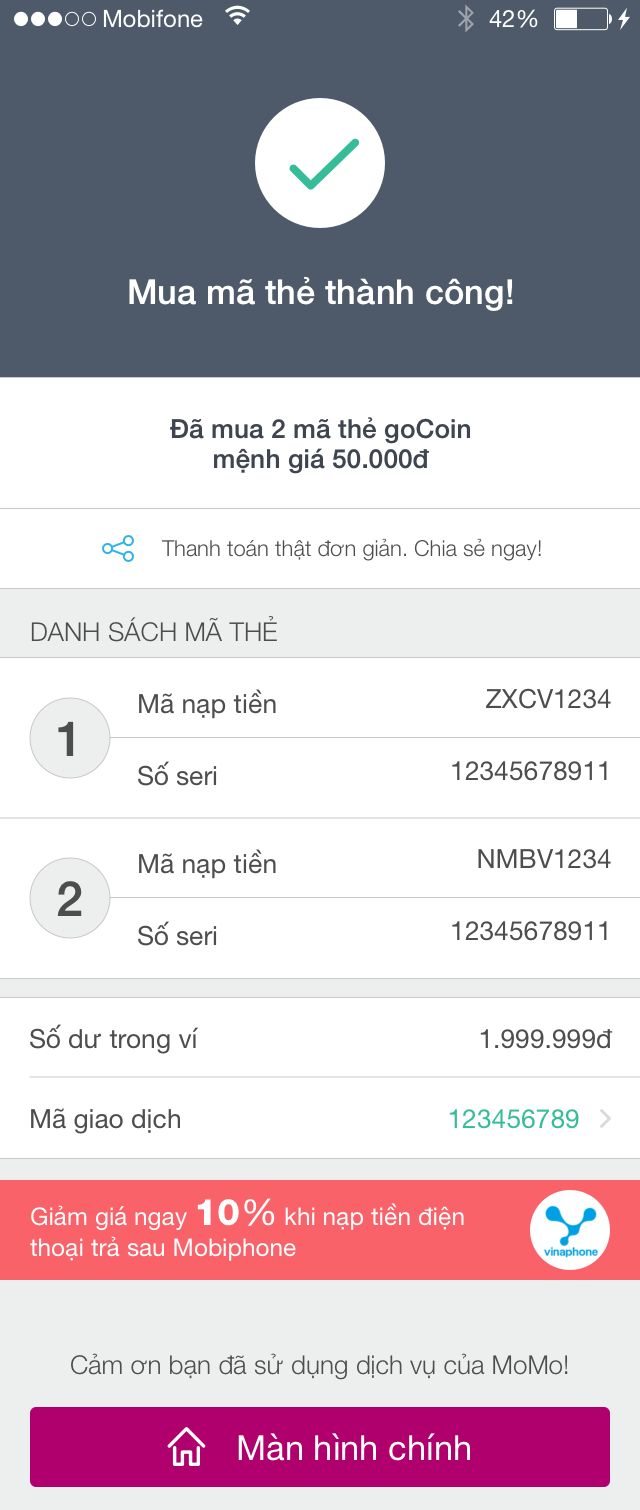 Mobifone 42%
Mua mã thẻ thành công!
Đã mua 2 mã thẻ goCoin
mệnh giá 50.000đ
Thanh toán thật đơn giản. Chia sẻ ngay!
DANH SÁCH MÃ THẺ
1
Mã nạp tiền ZXCV1234
Số seri 12345678911
2
Mã nạp tiền NMBV1234
Số seri 12345678911
Số dư trong ví 1.999.999đ
Mã giao dịch 123456789
Giảm giá ngay 10% khi nạp tiền điện
thoại trả sau Mobiphone
vinaphone
Cảm ơn bạn đã sử dụng dịch vụ của MoMo!
Màn hình chính